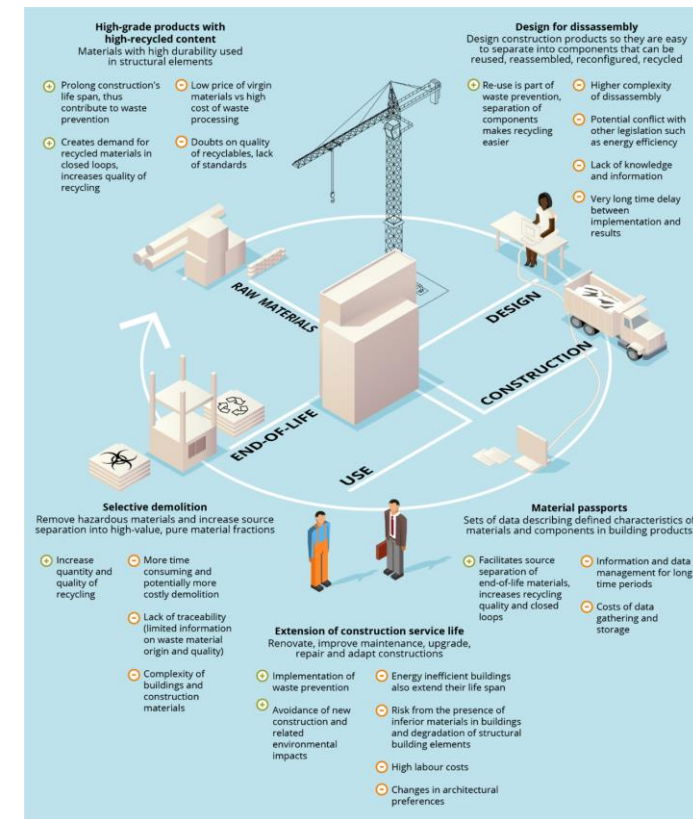 High-grade products with
high-recycled content
Materials with high durability used
in structural elements
Prolong construction's
life span, thus
contribute to waste
prevention
Creates demand for
recycled materials in
closed loops,
increases quality of
recycling
Low price of virgin
materials vs high
cost of waste
processing
Doubts on quality
of recyclables, lack
of standards
Design for disassembly
Design construction products so they are easy
to separate into components that can be
reused, reassembled, reconfigured, recycled
Re-use is part of
waste prevention,
separation of
components
makes recycling
easier
Higher complexity
of disassembly
Potential conflict with
other legislation such
as energy efficiency
Lack of knowledge
and information
Very long time delay
between
implementation and
results
RAW MATERIALS
DESIGN
CONSTRUCTION
END-OF-LIFE
USE
Selective demolition
Remove hazardous materials and increase source
separation into high-value, pure material fractions
Increase
quantity and
quality of
recycling
More time
consuming and
potentially more
costly demolition
Lack of traceability
(limited information
on waste material
origin and quality)
Complexity of
buildings and
construction
materials
Material passports
Sets of data describing defined characteristics of
materials and components in building products
Facilitates source
separation of
end-of-life materials,
increases recycling
quality and closed
loops
Information and data
management for long
time periods
Costs of data
gathering and
storage
Extension of construction service life
Renovate, improve maintenance, upgrade,
repair and adapt constructions
Implementation of
waste prevention
Avoidance of new
construction and
related
environmental
impacts
Energy inefficient buildings
also extend their life span
Risk from the presence of
inferior materials in buildings
and degradation of structural
building elements
High labour costs
Changes in architectural
preferences